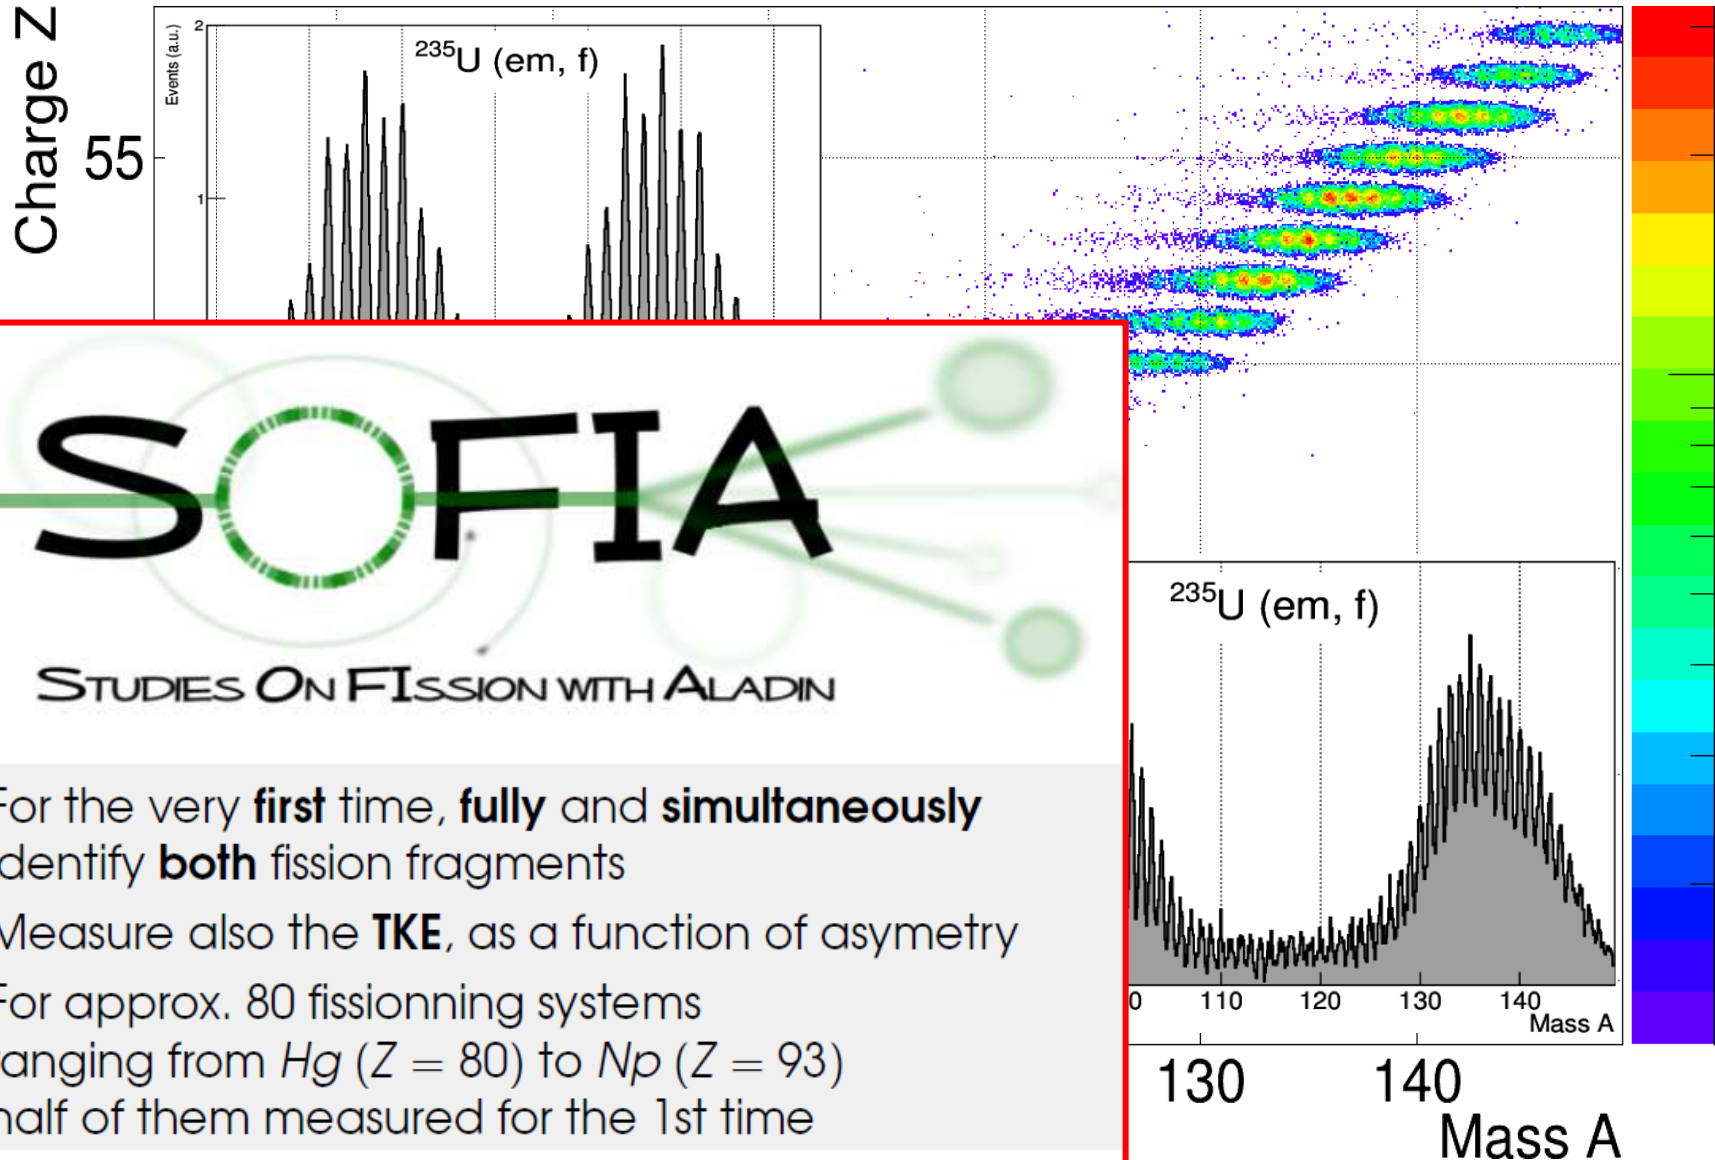 Charge Z
55
Events (a.u.)
2
1
²³⁵U (em, f)
SOFIA
STUDIES ON FISSION WITH ALADIN
For the very first time, fully and simultaneously
identify both fission fragments
Measure also the TKE, as a function of asymetry
For approx. 80 fissionning systems
ranging from Hg (Z = 80) to Np (Z = 93)
half of them measured for the 1st time
²³⁵U (em, f)
0 110 120 130 140
Mass A
130 140
Mass A